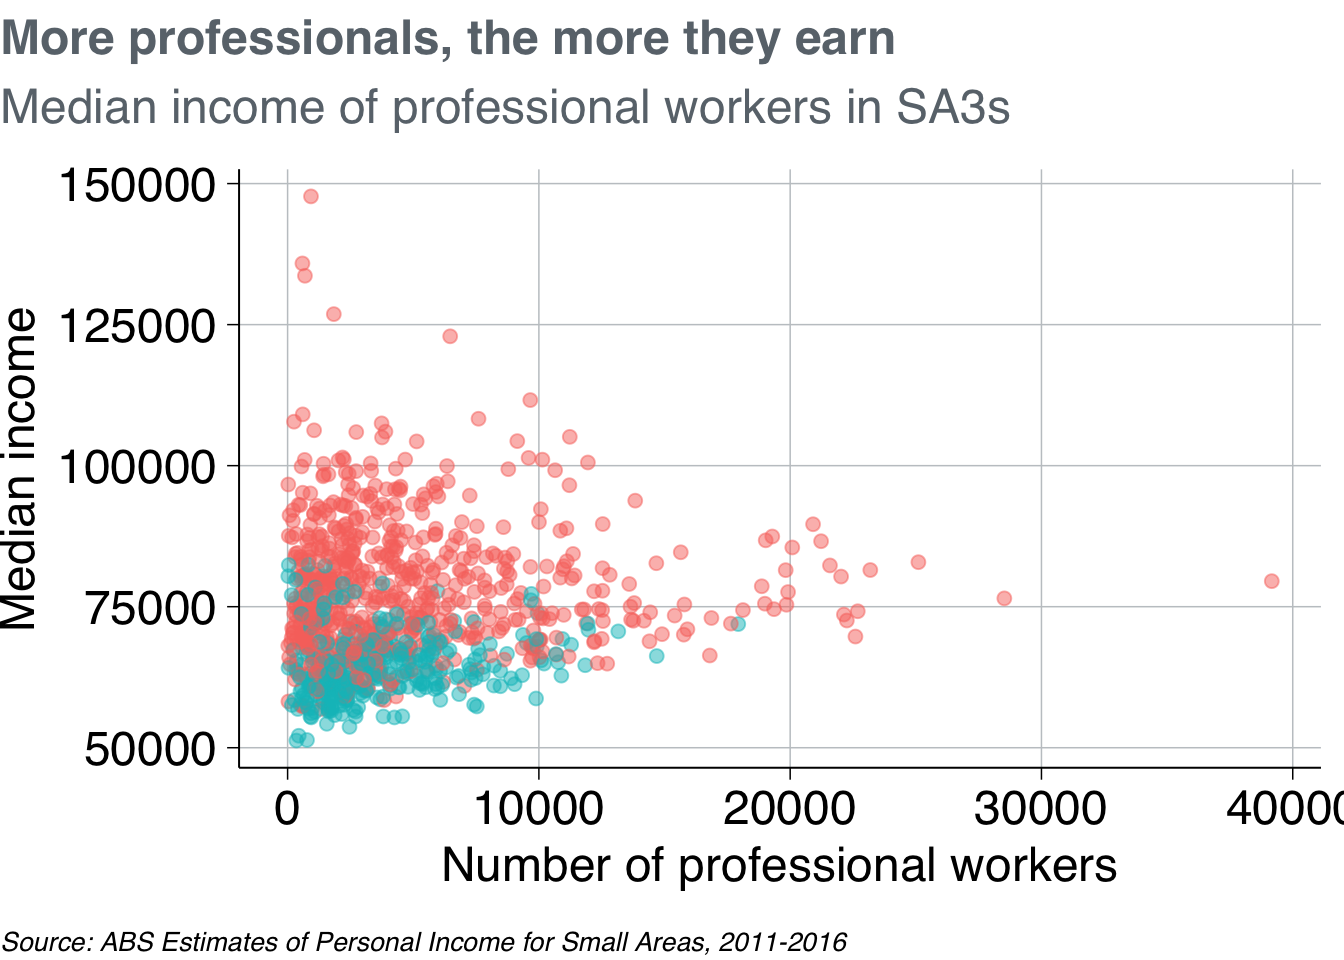 More professionals, the more they earn
Median income of professional workers in SA3s
Median income
150000
125000
100000
75000
50000
0 10000 20000 30000 40000
Number of professional workers
Source: ABS Estimates of Personal Income for Small Areas, 2011-2016